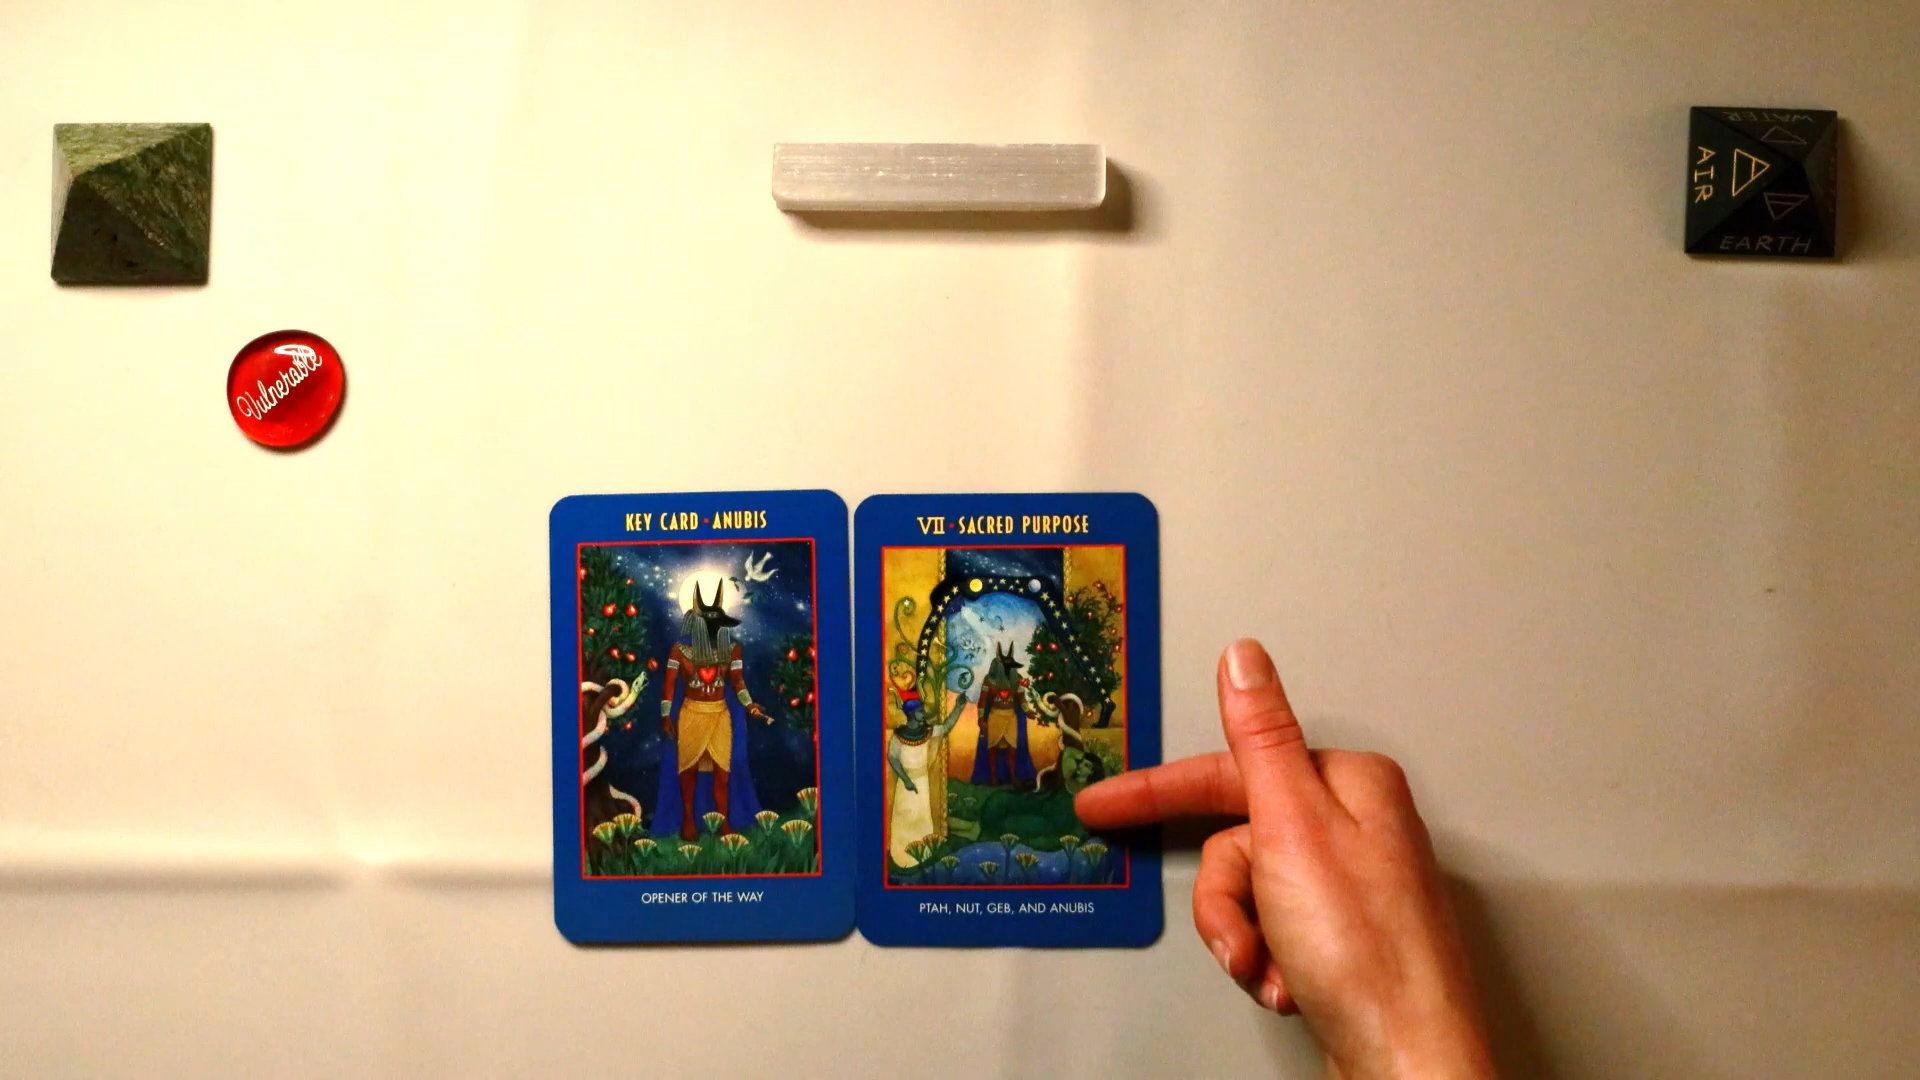 WATER
AIR
EARTH
Vulnerable
KEY CARD • ANUBIS
OPENER OF THE WAY
VII • SACRED PURPOSE
PTAH, NUT, GEB, AND ANUBIS